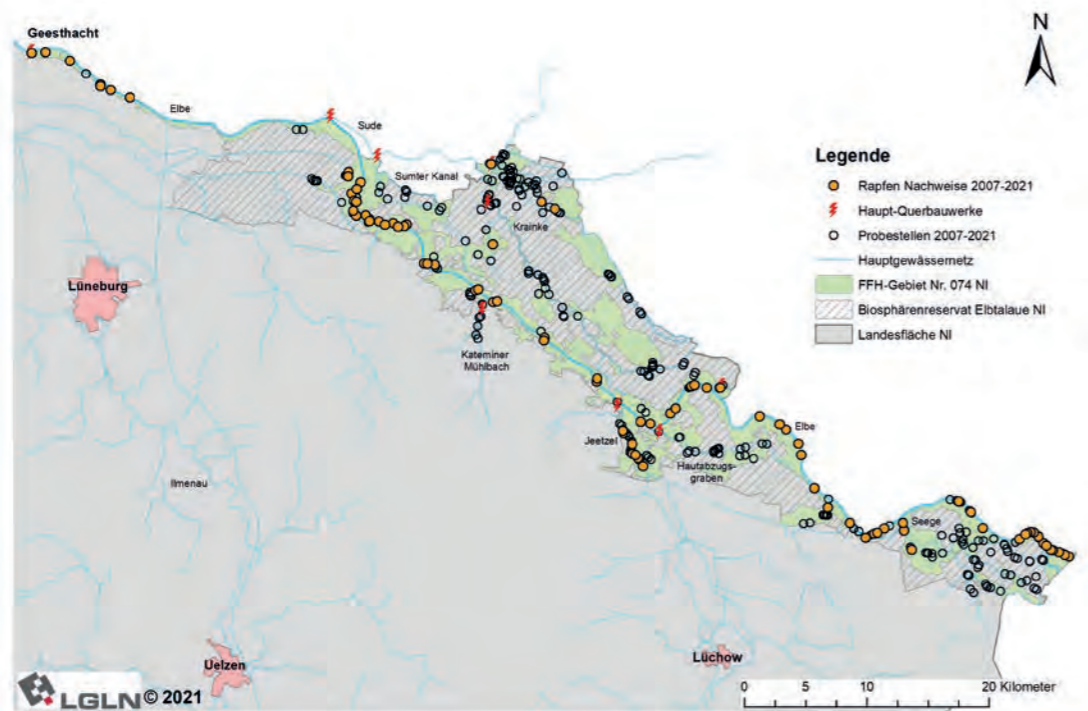 Geesthacht
N
Elbe
Sude
Sumter Kanal
Krainke
Lüneburg
Kateminer
Mühlbach
Jeetzel
Hautabzugs-
graben
Elbe
Ilmenau
Seege
Uelzen
Lüchow
Legende
Rapfen Nachweise 2007-2021
Haupt-Querbauwerke
Probestellen 2007-2021
Hauptgewässernetz
FFH-Gebiet Nr. 074 NI
Biosphärenreservat Elbtalaue NI
Landesfläche NI
0 5 10 20 Kilometer
LGLN © 2021